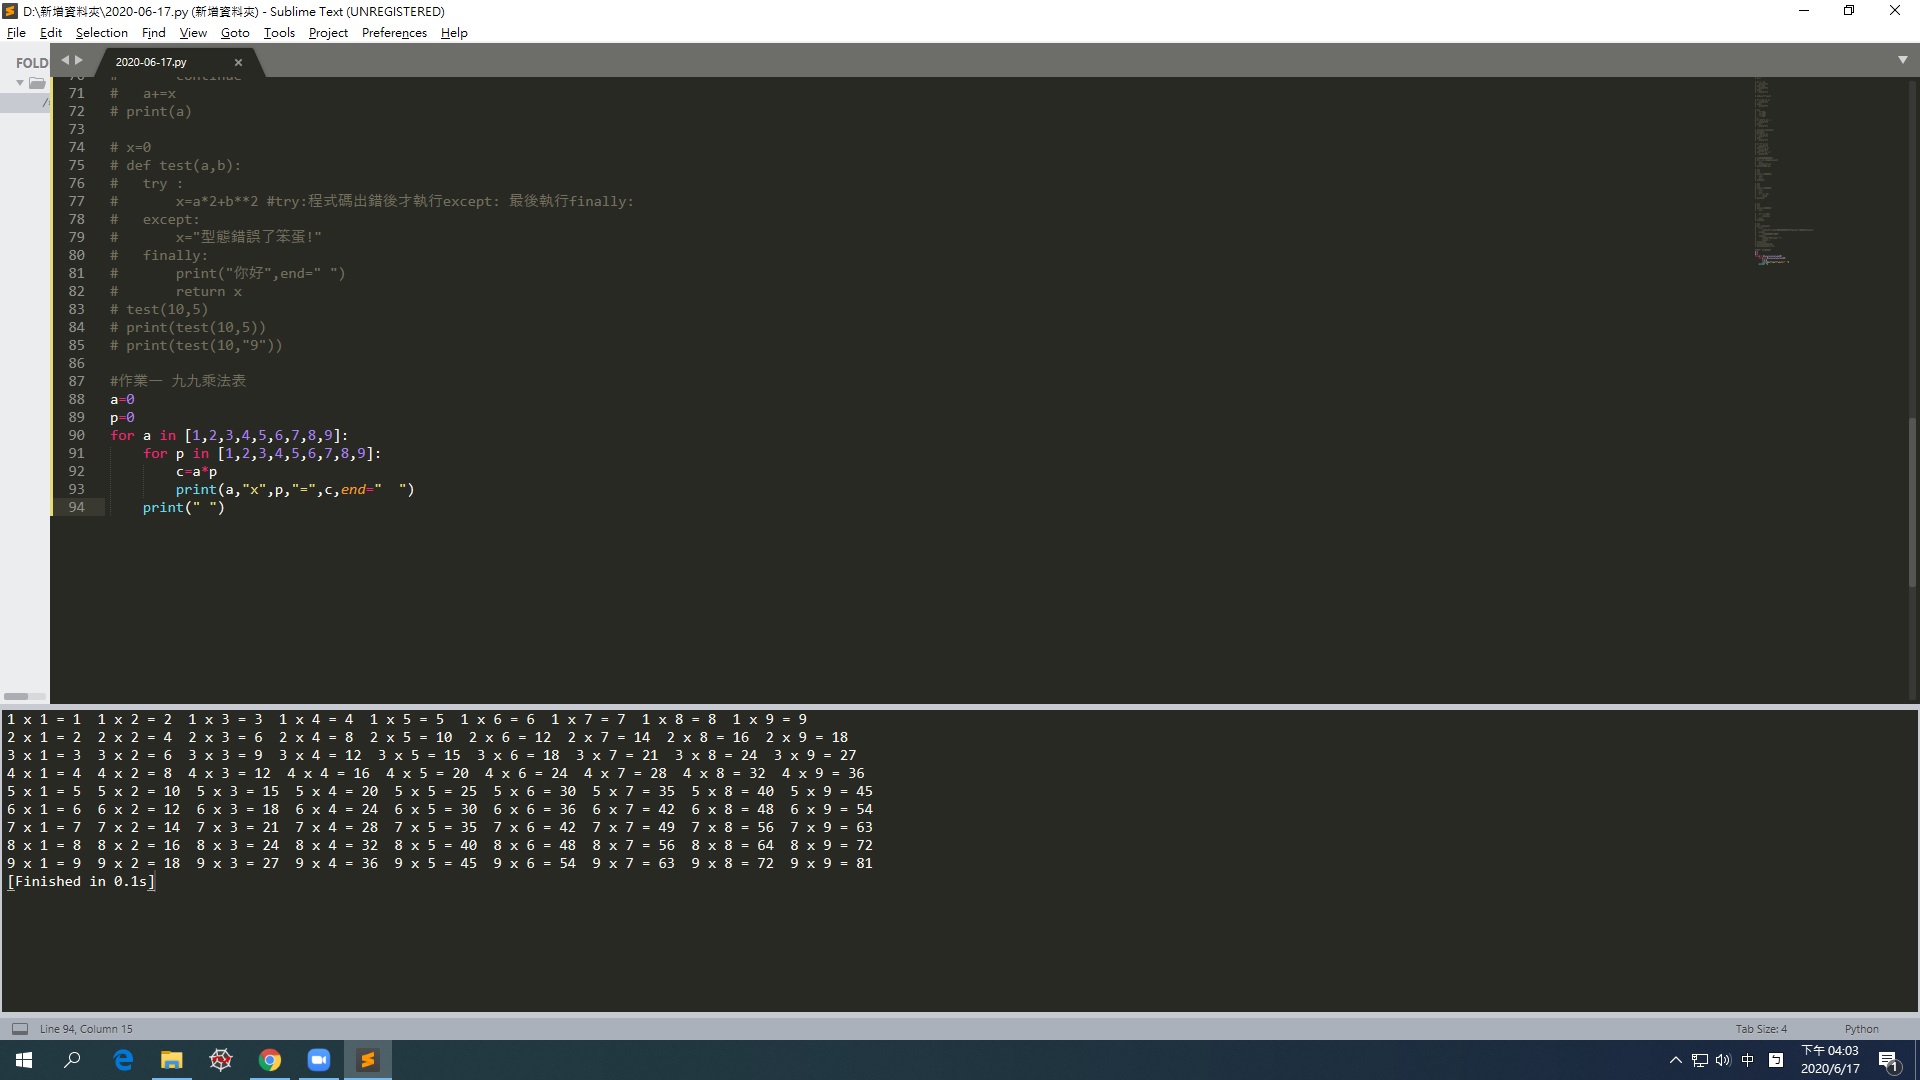 D:\新增資料夾\2020-06-17.py (新增資料夾) - Sublime Text (UNREGISTERED)
File Edit Selection Find View Goto Tools Project Preferences Help
FOLD
2020-06-17.py
70 # continue
71 # a+=x
72 # print(a)
73
74 # x=0
75 # def test(a,b):
76 # try :
77 # x=a*2+b**2 #try:程式碼出錯後才執行except: 最後執行finally:
78 # except:
79 # x="型態錯誤了笨蛋!"
80 # finally:
81 # print("你好",end=" ")
82 # return x
83 # test(10,5)
84 # print(test(10,5))
85 # print(test(10,"9"))
86
87 #作業一 九九乘法表
88 a=0
89 p=0
90 for a in [1,2,3,4,5,6,7,8,9]:
91 for p in [1,2,3,4,5,6,7,8,9]:
92 c=a*p
93 print(a,"x",p,"=",c,end="  ")
94 print(" ")
1 x 1 = 1  1 x 2 = 2  1 x 3 = 3  1 x 4 = 4  1 x 5 = 5  1 x 6 = 6  1 x 7 = 7  1 x 8 = 8  1 x 9 = 9
2 x 1 = 2  2 x 2 = 4  2 x 3 = 6  2 x 4 = 8  2 x 5 = 10  2 x 6 = 12  2 x 7 = 14  2 x 8 = 16  2 x 9 = 18
3 x 1 = 3  3 x 2 = 6  3 x 3 = 9  3 x 4 = 12  3 x 5 = 15  3 x 6 = 18  3 x 7 = 21  3 x 8 = 24  3 x 9 = 27
4 x 1 = 4  4 x 2 = 8  4 x 3 = 12  4 x 4 = 16  4 x 5 = 20  4 x 6 = 24  4 x 7 = 28  4 x 8 = 32  4 x 9 = 36
5 x 1 = 5  5 x 2 = 10  5 x 3 = 15  5 x 4 = 20  5 x 5 = 25  5 x 6 = 30  5 x 7 = 35  5 x 8 = 40  5 x 9 = 45
6 x 1 = 6  6 x 2 = 12  6 x 3 = 18  6 x 4 = 24  6 x 5 = 30  6 x 6 = 36  6 x 7 = 42  6 x 8 = 48  6 x 9 = 54
7 x 1 = 7  7 x 2 = 14  7 x 3 = 21  7 x 4 = 28  7 x 5 = 35  7 x 6 = 42  7 x 7 = 49  7 x 8 = 56  7 x 9 = 63
8 x 1 = 8  8 x 2 = 16  8 x 3 = 24  8 x 4 = 32  8 x 5 = 40  8 x 6 = 48  8 x 7 = 56  8 x 8 = 64  8 x 9 = 72
9 x 1 = 9  9 x 2 = 18  9 x 3 = 27  9 x 4 = 36  9 x 5 = 45  9 x 6 = 54  9 x 7 = 63  9 x 8 = 72  9 x 9 = 81
[Finished in 0.1s]
Line 94, Column 15 Tab Size: 4 Python
中 下午 04:03
2020/6/17 1